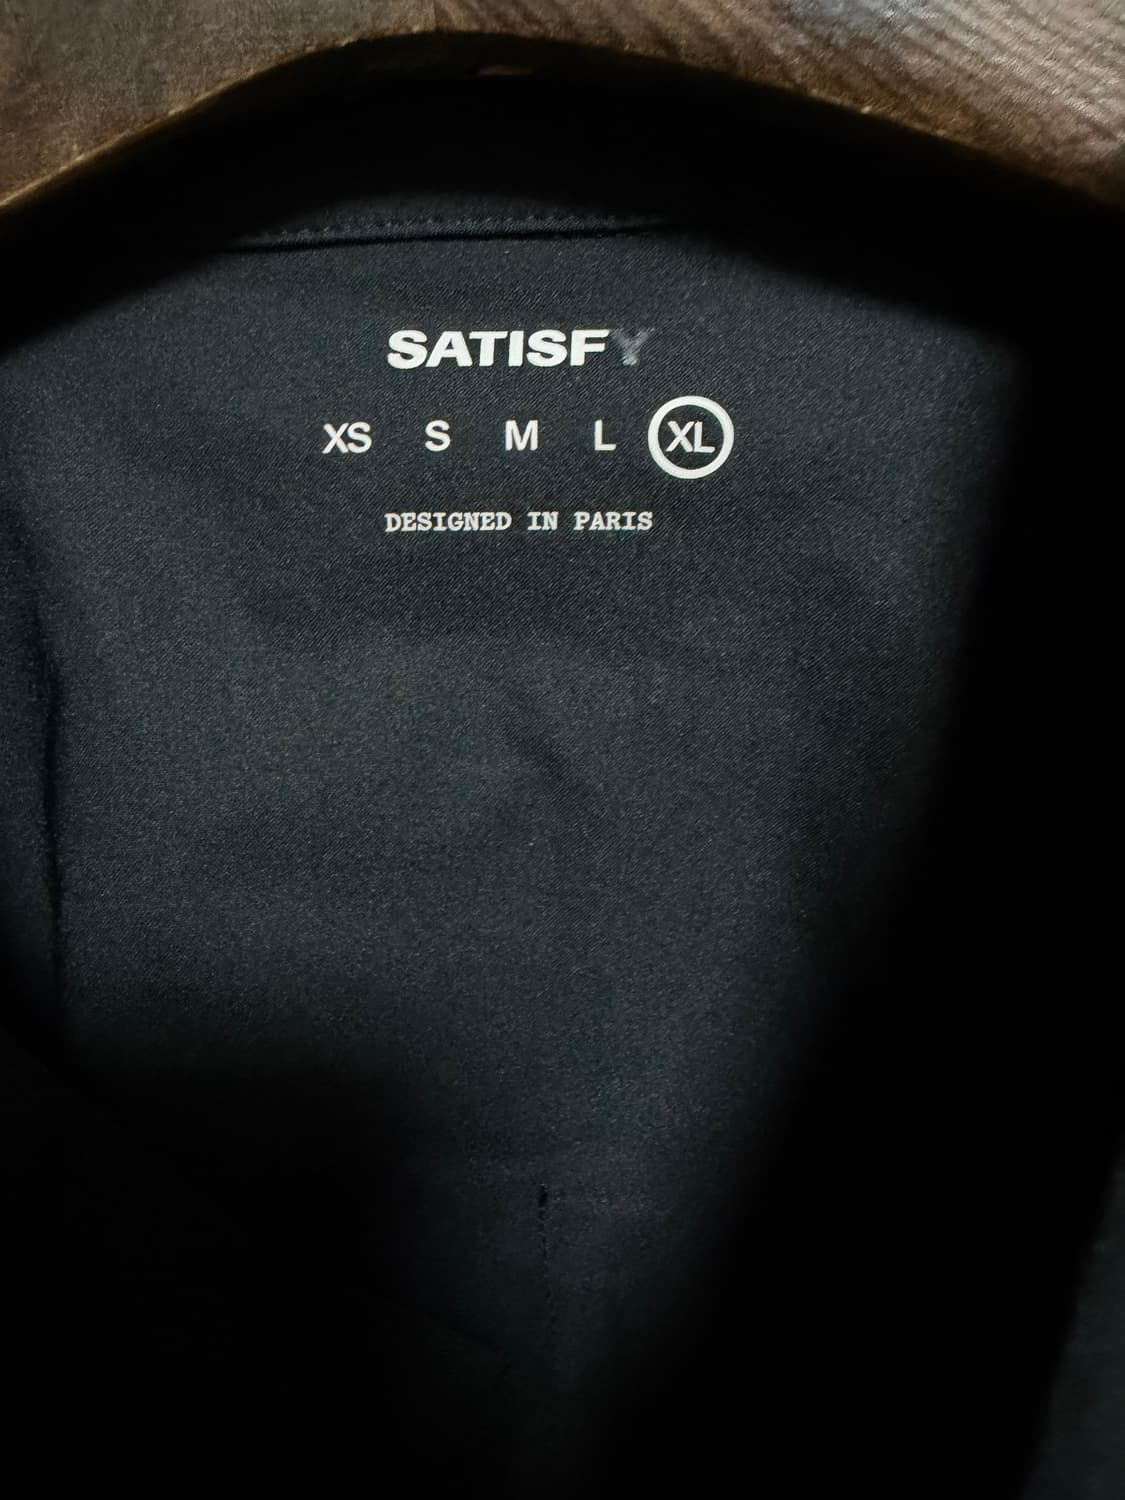 SATISFY
XS S M L XL
DESIGNED IN PARIS